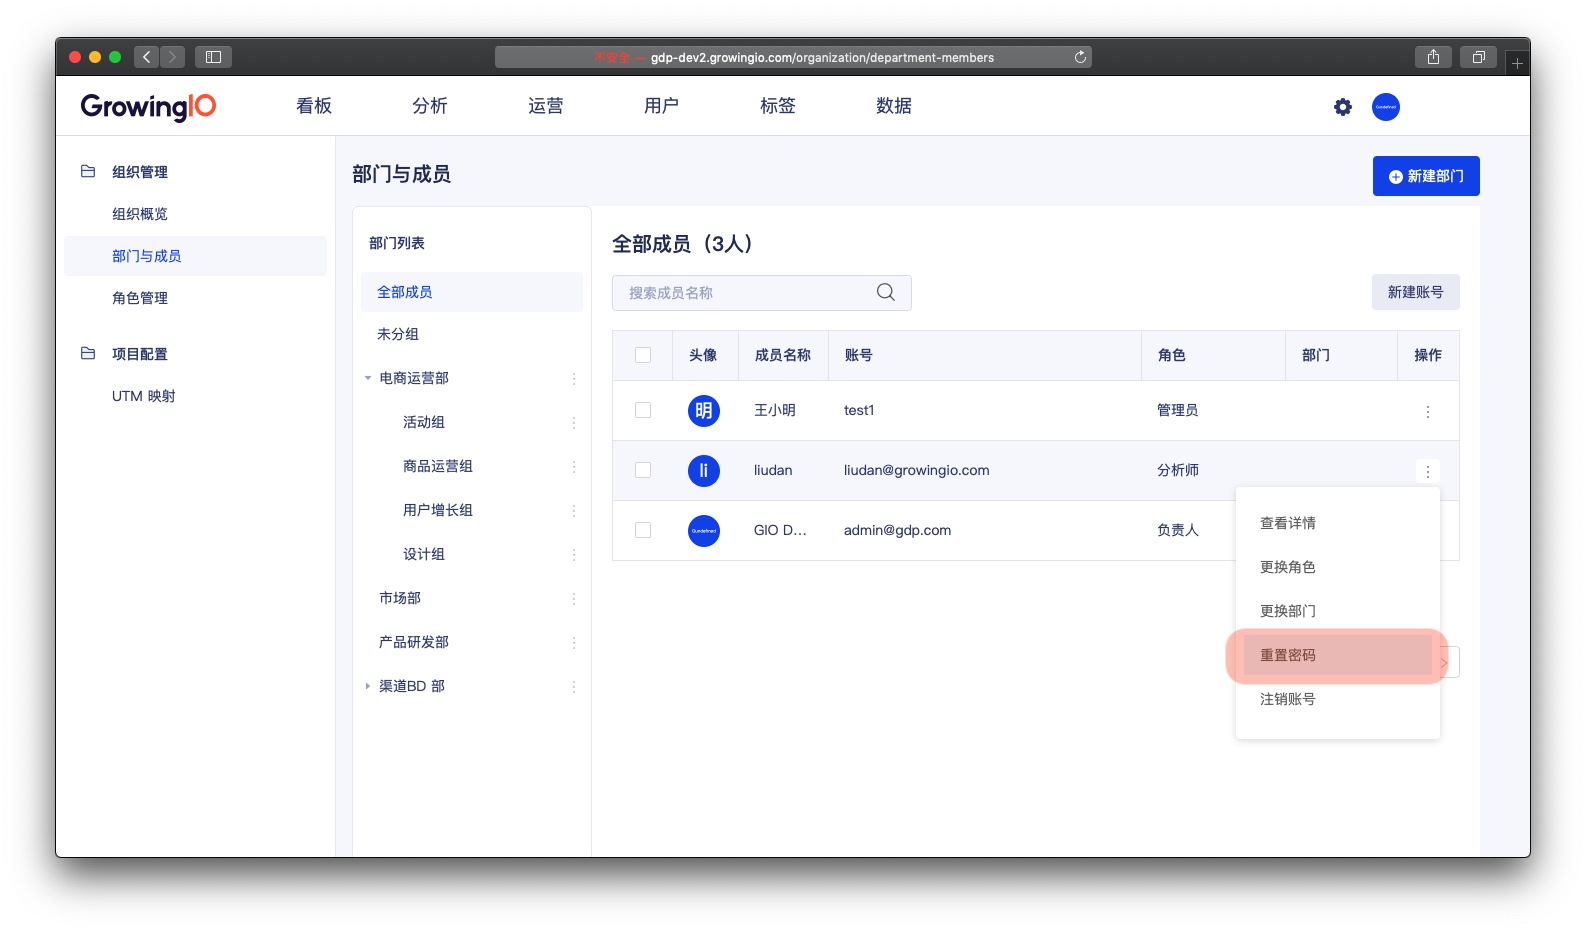 不安全 — gdp-dev2.growingio.com/organization/department-members
GrowingIO
看板
分析
运营
用户
标签
数据
Gundefined
组织管理
组织概览
部门与成员
角色管理
项目配置
UTM 映射
部门与成员
新建部门
部门列表
全部成员
未分组
电商运营部
活动组
商品运营组
用户增长组
设计组
市场部
产品研发部
渠道BD 部
全部成员（3人）
搜索成员名称
新建账号
头像 成员名称 账号 角色 部门 操作
明 王小明 test1 管理员
li liudan liudan@growingio.com 分析师
Gundefined GIO D... admin@gdp.com 负责人
查看详情
更换角色
更换部门
重置密码
注销账号